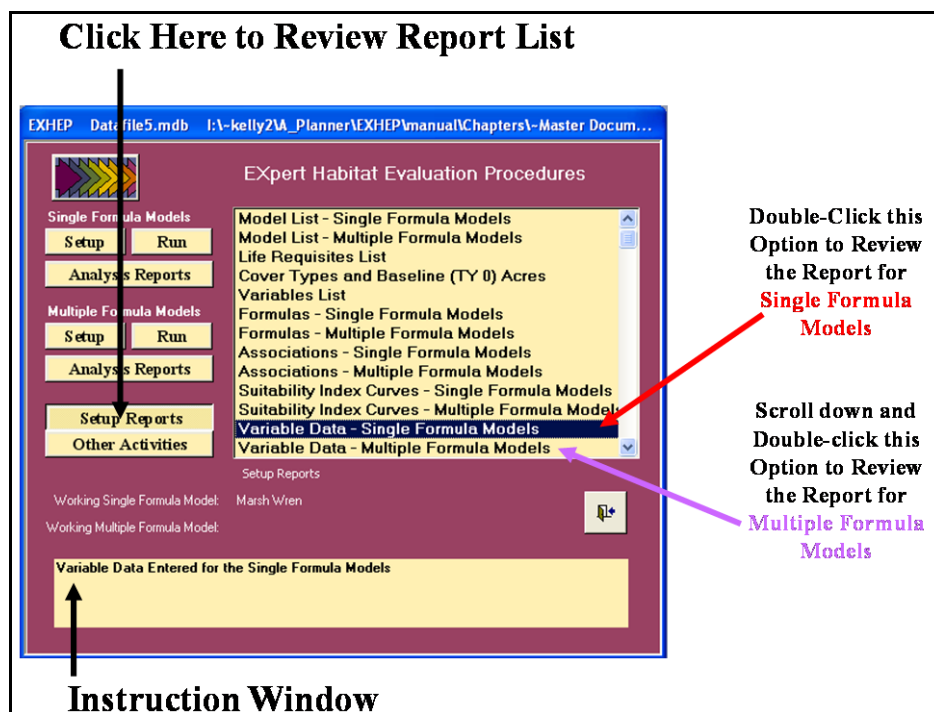 Click Here to Review Report List
EXHEP Datafile5.mdb I:\~kelly2\A_Planner\EXHEP\manual\Chapters\~Master Docum...
EXpert Habitat Evaluation Procedures
Single Formula Models
Setup Run
Analysis Reports
Multiple Formula Models
Setup Run
Analysis Reports
Setup Reports
Other Activities
Model List - Single Formula Models
Model List - Multiple Formula Models
Life Requisites List
Cover Types and Baseline (TY 0) Acres
Variables List
Formulas - Single Formula Models
Formulas - Multiple Formula Models
Associations - Single Formula Models
Associations - Multiple Formula Models
Suitability Index Curves - Single Formula Models
Suitability Index Curves - Multiple Formula Models
Variable Data - Single Formula Models
Variable Data - Multiple Formula Models
Setup Reports
Working Single Formula Model: Marsh Wren
Working Multiple Formula Model:
Variable Data Entered for the Single Formula Models
Double-Click this
Option to Review
the Report for
Single Formula
Models
Scroll down and
Double-click this
Option to Review
the Report for
Multiple Formula
Models
Instruction Window